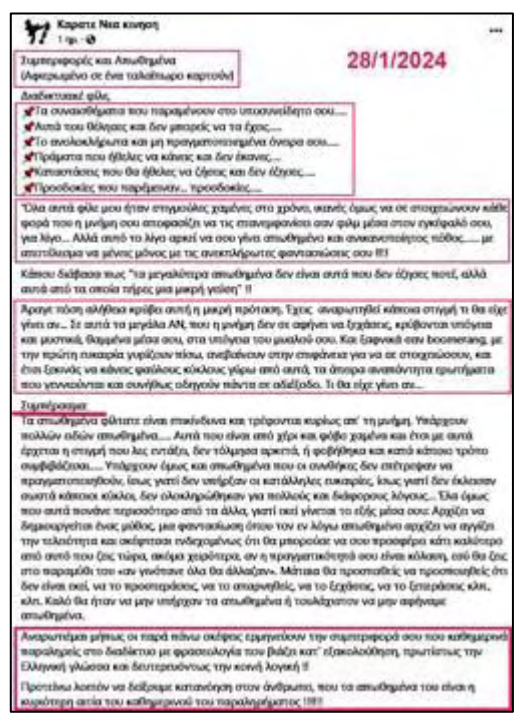 Καρατε Νεα κινηση
1 ημ.
28/1/2024
Συμπεριφορές και Απωθημένα
(Αφιερωμένο σε ένα ταλαίπωρο καρτούν)
Διαδικτυακέ φίλε,
📌Τα συναισθήματα που παραμένουν στο υποσυνείδητο σου.....
📌Αυτά που θέλησες και δεν μπορείς να τα έχεις....
📌Το ανολοκλήρωτα και μη πραγματοποιημένα όνειρα σου.....
📌Πράματα που ήθελες να κάνεις και δεν έκανες....
📌Καταστάσεις που θα ήθελες να ζήσεις και δεν έζησες....
📌Προσδοκίες που παρέμειναν... προσδοκίες....
"Όλα αυτά φίλε μου ήταν στιγμούλες χαμένες στο χρόνο, ικανές όμως να σε στοιχειώνουν κάθε
φορά που η μνήμη σου αποφασίζει να τις επανεμφανίσει σαν φιλμ μέσα στον εγκέφαλό σου,
για λίγο... Αλλά αυτό το λίγο αρκεί να σου γίνει απωθημένο και ανικανοποίητος πόθος...... με
αποτέλεσμα να μένεις μόνος με τις ανεκπλήρωτες φαντασιώσεις σου !!!!
Κάπου διάβασα πως "τα μεγαλύτερα απωθημένα δεν είναι αυτά που δεν έζησες ποτέ, αλλά
αυτά από τα οποία πήρες μια μικρή γεύση" !!
Άραγε πόση αλήθεια κρύβει αυτή η μικρή πρόταση. Έχεις αναρωτηθεί κάποια στιγμή τι θα είχε
γίνει αν... Σε αυτά τα μεγάλα ΑΝ, που η μνήμη δεν σε αφήνει να ξεχάσεις, κρύβονται υπόγεια
και μυστικά, θαμμένα μέσα σου, στα υπόγεια του μυαλού σου. Και ξαφνικά σαν boomerang, με
την πρώτη ευκαιρία γυρίζουν πίσω, ανεβαίνουν στην επιφάνεια για να σε στοιχειώσουν, και
έτσι ξεκινάς να κάνεις φαύλους κύκλους γύρω από αυτά, τα άπειρα αναπάντητα ερωτήματα
που γεννιούνται και συνήθως οδηγούν πάντα σε αδιέξοδο. Τι θα είχε γίνει αν...
Συμπέρασμα:
Τα απωθημένα φίλτατε είναι επικίνδυνα και τρέφονται κυρίως απ' τη μνήμη. Υπάρχουν
πολλών ειδών απωθημένα..... Αυτά που είναι από χέρι και φόβο χαμένα και έτσι με αυτά
έρχεται η στιγμή που λες εντάξει, δεν τόλμησα αρκετά, ή φοβήθηκα και κατά κάποιο τρόπο
συμβιβάζεσαι..... Υπάρχουν όμως και απωθημένα που οι συνθήκες δεν επέτρεψαν να
πραγματοποιηθούν, ίσως γιατί δεν υπήρξαν οι κατάλληλες ευκαιρίες, ίσως γιατί δεν έκλεισαν
σωστά κάποιοι κύκλοι, δεν ολοκληρώθηκαν για πολλούς και διάφορους λόγους... Έλα όμως
που αυτά πονάνε περισσότερο από τα άλλα, γιατί εκεί γίνεται το εξής μέσα σου: Αρχίζει να
δημιουργείται ένας μύθος, μια φαντασίωση όπου τον εν λόγω απωθημένο αρχίζει να αγγίζει
την τελειότητα και σκέφτεσαι ενδεχομένως ότι θα μπορούσε να σου προσφέρει κάτι καλύτερο
από αυτό που ζεις τώρα, ακόμα χειρότερα, αν η πραγματικότητά σου είναι κόλαση, εσύ θα ζεις
στο παραμύθι του «αν γινότανε όλα θα άλλαζαν». Μάταια θα προσπαθείς να προσποιηθείς ότι
δεν είναι εκεί, να το προσπεράσεις, να το απαρνηθείς, να το ξεχάσεις, να το ξεπεράσεις κλπ..
κλπ. Καλό θα ήταν να μην υπήρχαν τα απωθημένα ή τουλάχιστον να μην αφήναμε
απωθημένα.
Αναρωτιέμαι μήπως οι παρά πάνω σκέψεις ερμηνεύουν την συμπεριφορά σου που καθημερινά
παραληρείς στο διαδίκτυο με φρασεολογία που βιάζει κατ' εξακολούθηση, πρωτίστως την
Ελληνική γλώσσα και δευτερευόντως την κοινή λογική !!
Προτείνω λοιπόν να δείξουμε κατανόηση στον άνθρωπο, που τα απωθημένα του είναι η
κυριότερη αιτία του καθημερινού του παραληρήματος !!!!!